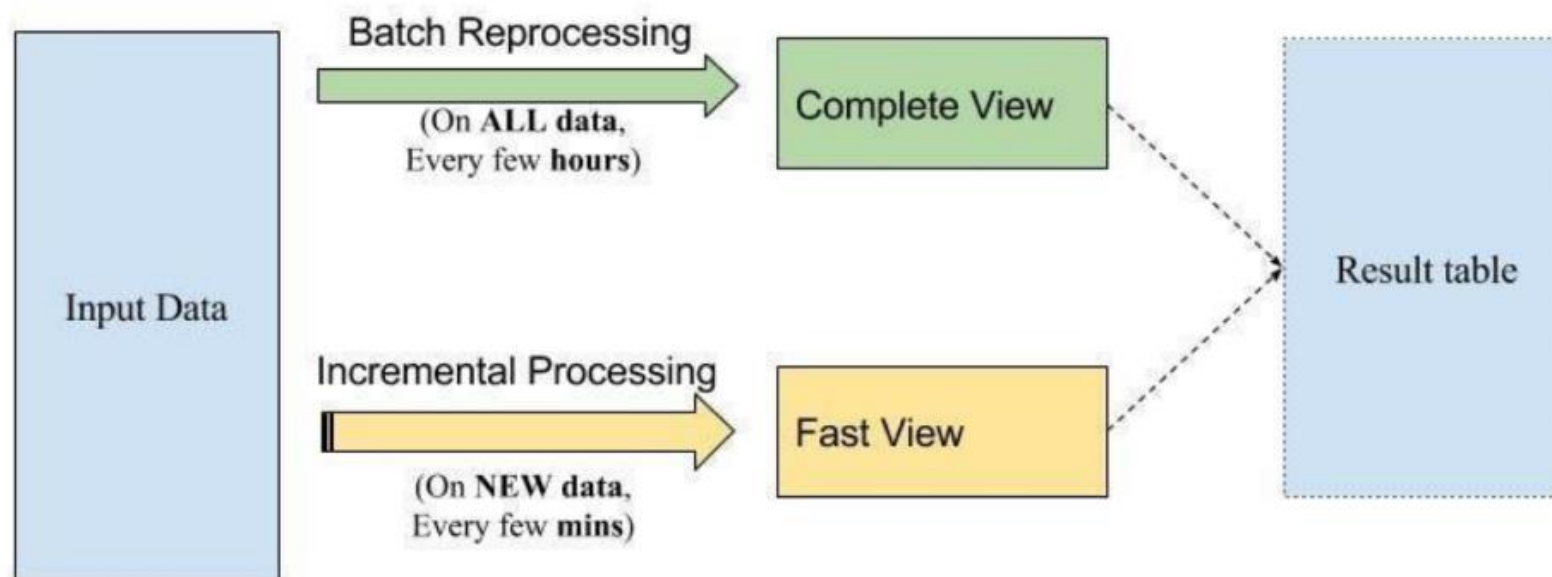 Batch Reprocessing
(On ALL data,
Every few hours)
Complete View
Input Data
Result table
Incremental Processing
(On NEW data,
Every few mins)
Fast View